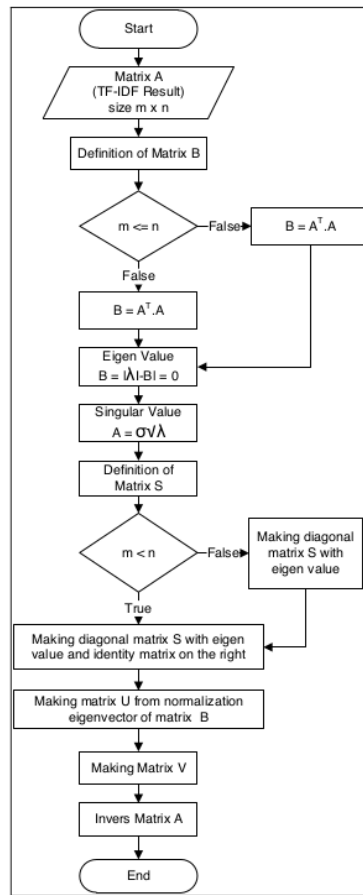 Start
Matrix A
(TF-IDF Result)
size m x n
Definition of Matrix B
m <= n
False
B = Aᵀ.A
False
B = Aᵀ.A
Eigen Value
B = |λI-B| = 0
Singular Value
A = σ√λ
Definition of
Matrix S
m < n
False
Making diagonal
matrix S with
eigen value
True
Making diagonal matrix S with eigen
value and identity matrix on the right
Making matrix U from normalization
eigenvector of matrix B
Making Matrix V
Invers Matrix A
End